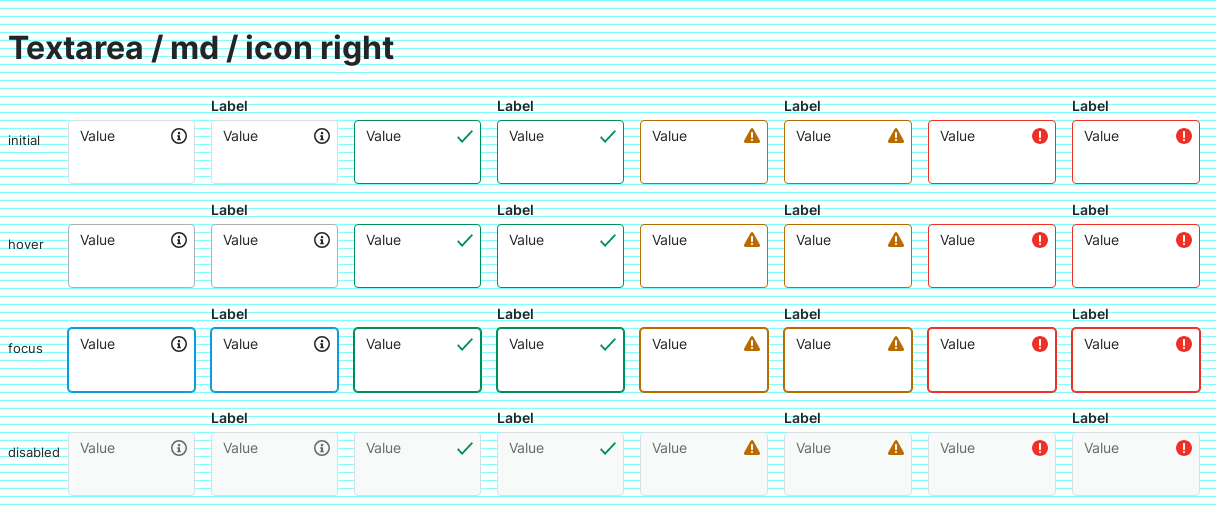 Textarea / md / icon right
Label Label Label Label
initial Value Value Value Value Value Value Value Value
Label Label Label Label
hover Value Value Value Value Value Value Value Value
Label Label Label Label
focus Value Value Value Value Value Value Value Value
Label Label Label Label
disabled Value Value Value Value Value Value Value Value